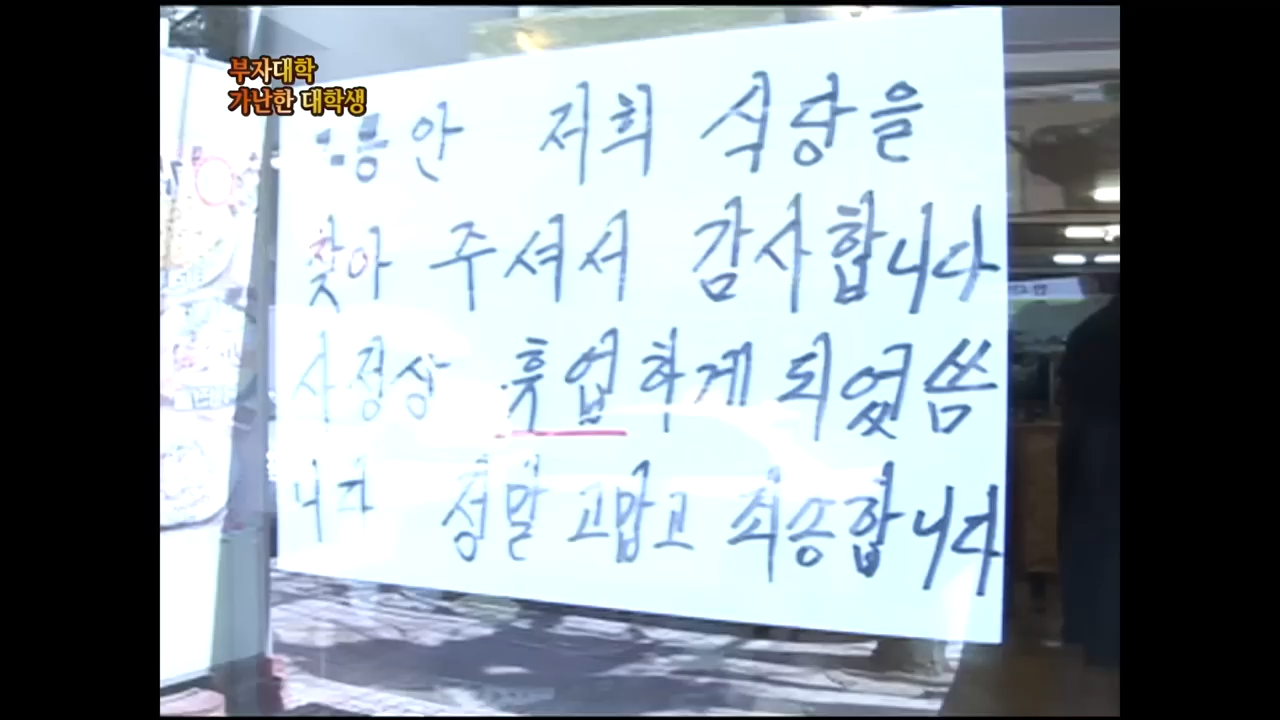 부자대학
가난한 대학생
동안 저희 식당을
찾아 주셔서 감사합니다
사정상 휴업하게 되었씀
니다 정말 고맙고 죄송합니다